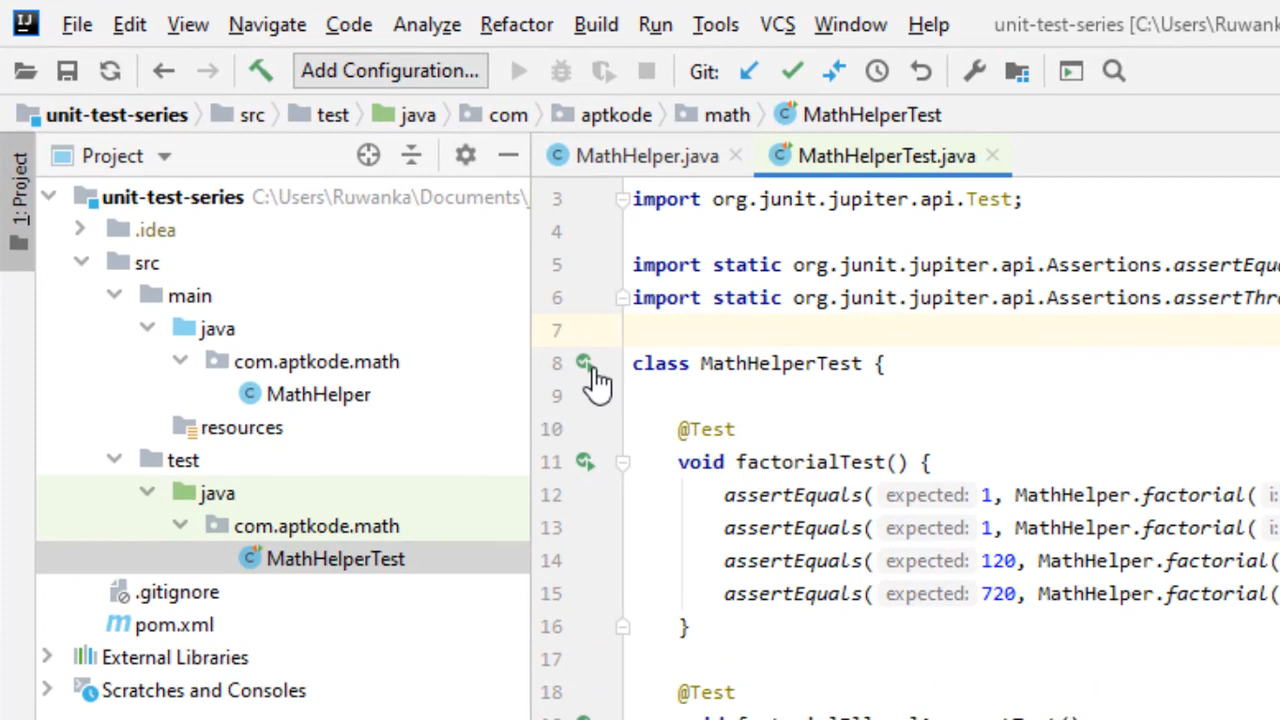 IJ File Edit View Navigate Code Analyze Refactor Build Run Tools VCS Window Help unit-test-series [C:\Users\Ruwanka
Add Configuration... Git:
unit-test-series src test java com aptkode math MathHelperTest
1: Project
Project
MathHelper.java MathHelperTest.java
unit-test-series C:\Users\Ruwanka\Documents\
.idea
src
main
java
com.aptkode.math
MathHelper
resources
test
java
com.aptkode.math
MathHelperTest
.gitignore
pom.xml
External Libraries
Scratches and Consoles
3 import org.junit.jupiter.api.Test;
4
5 import static org.junit.jupiter.api.Assertions.assertEqu
6 import static org.junit.jupiter.api.Assertions.assertThr
7
8 class MathHelperTest {
9
10 @Test
11 void factorialTest() {
12 assertEquals( expected: 1, MathHelper.factorial( i:
13 assertEquals( expected: 1, MathHelper.factorial( i:
14 assertEquals( expected: 120, MathHelper.factorial(
15 assertEquals( expected: 720, MathHelper.factorial(
16 }
17
18 @Test